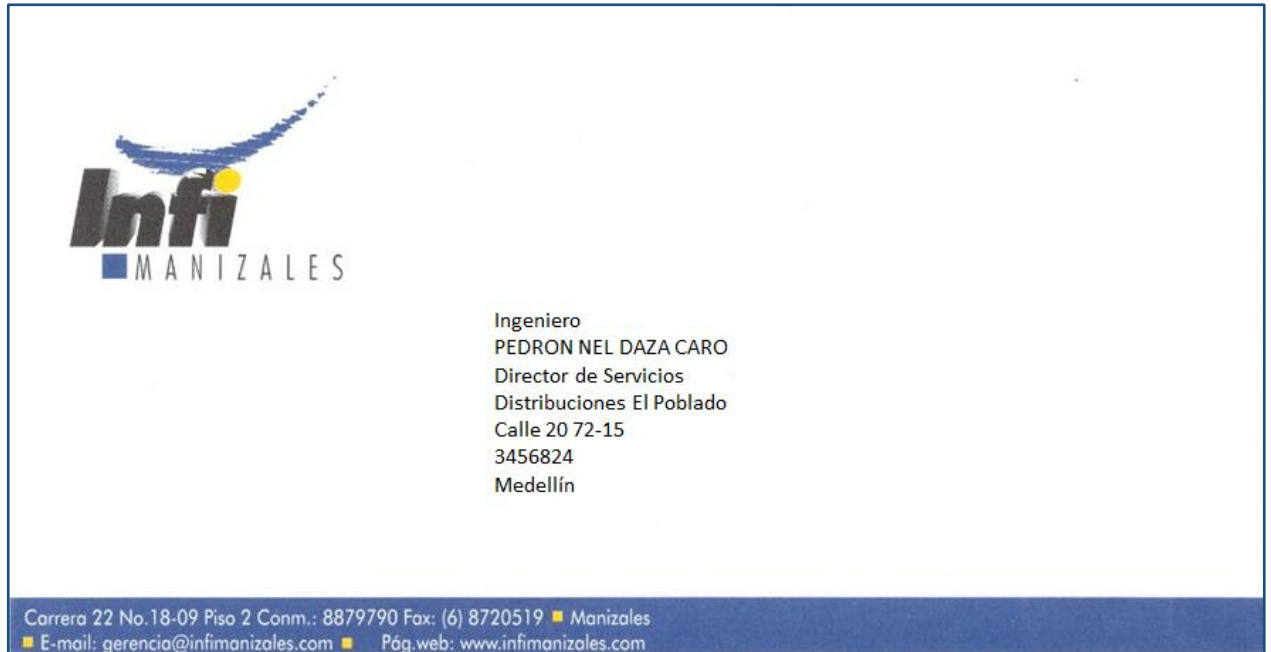 Infi
MANIZALES
Ingeniero
PEDRON NEL DAZA CARO
Director de Servicios
Distribuciones El Poblado
Calle 20 72-15
3456824
Medellín
Carrera 22 No.18-09 Piso 2 Conm.: 8879790 Fax: (6) 8720519 ■ Manizales
■ E-mail: gerencia@infimanizales.com ■ Pág.web: www.infimanizales.com